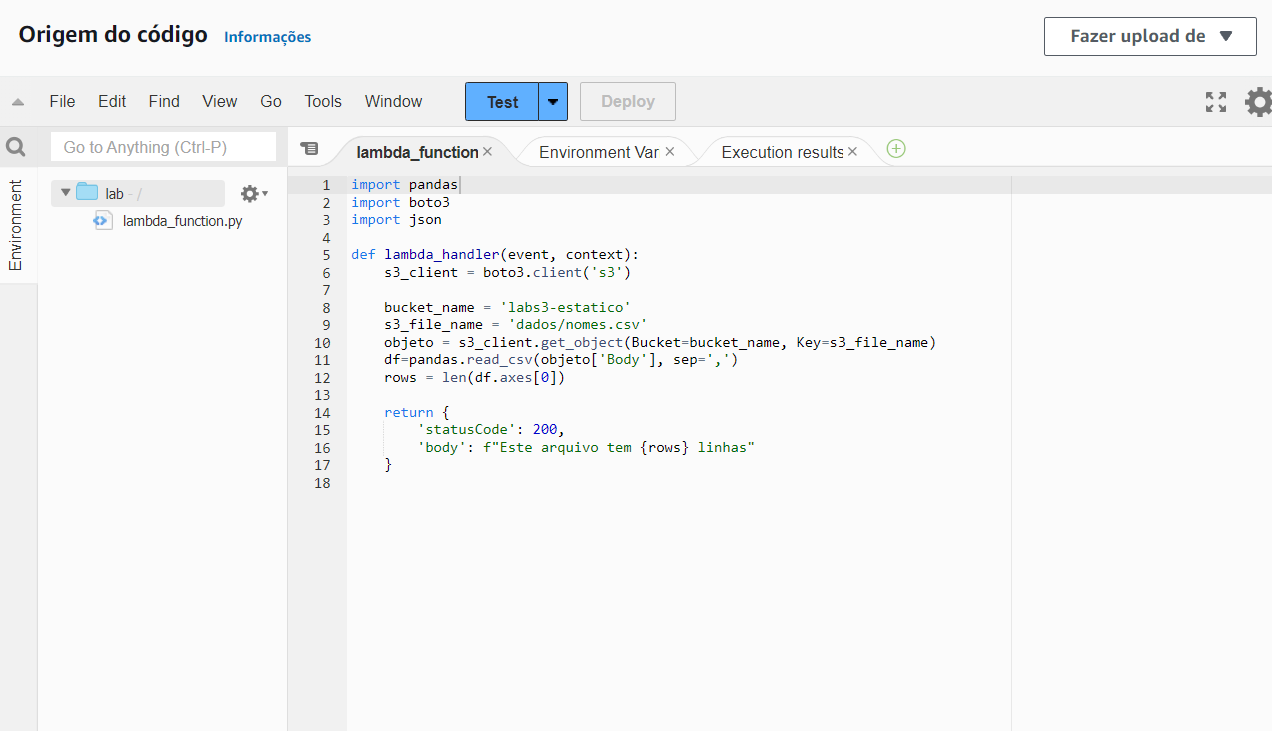 Origem do código Informações
Fazer upload de
File Edit Find View Go Tools Window Test Deploy
Go to Anything (Ctrl-P)
lambda_function Environment Var Execution results
Environment
lab - /
lambda_function.py
1 import pandas
2 import boto3
3 import json
4
5 def lambda_handler(event, context):
6     s3_client = boto3.client('s3')
7
8     bucket_name = 'labs3-estatico'
9     s3_file_name = 'dados/nomes.csv'
10     objeto = s3_client.get_object(Bucket=bucket_name, Key=s3_file_name)
11     df=pandas.read_csv(objeto['Body'], sep=',')
12     rows = len(df.axes[0])
13
14     return {
15         'statusCode': 200,
16         'body': f"Este arquivo tem {rows} linhas"
17     }
18